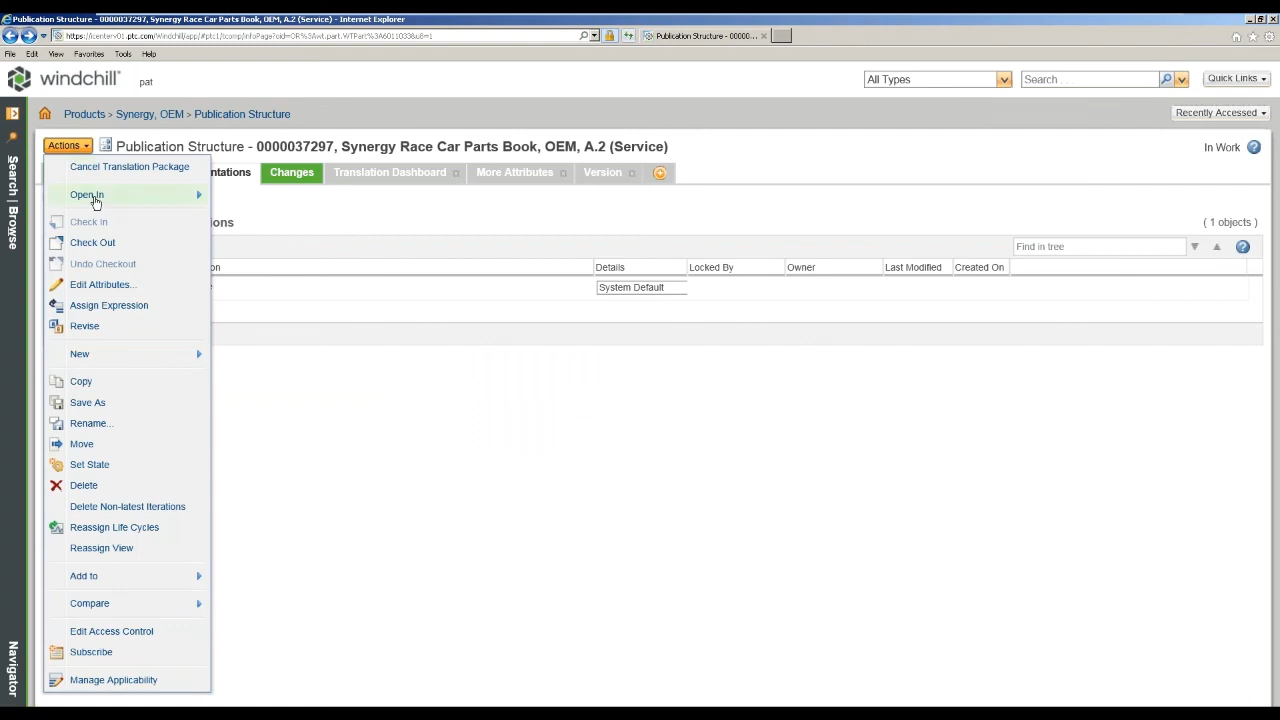 Publication Structure - 0000037297, Synergy Race Car Parts Book, OEM, A.2 (Service) - Internet Explorer
Publication Structure - 0000...
File Edit View Favorites Tools Help
windchill
pat
All Types
Search . . .
Quick Links
Products > Synergy, OEM > Publication Structure
Recently Accessed
Actions
Publication Structure - 0000037297, Synergy Race Car Parts Book, OEM, A.2 (Service)
In Work
ntations
Changes
Translation Dashboard
More Attributes
Version
Cancel Translation Package
Open In
Check In
Check Out
Undo Checkout
Edit Attributes...
Assign Expression
Revise
New
Copy
Save As
Rename...
Move
Set State
Delete
Delete Non-latest Iterations
Reassign Life Cycles
Reassign View
Add to
Compare
Edit Access Control
Subscribe
Manage Applicability
ions
( 1 objects )
Find in tree
on
Details
Locked By
Owner
Last Modified
Created On
System Default
Search | Browse
Navigator